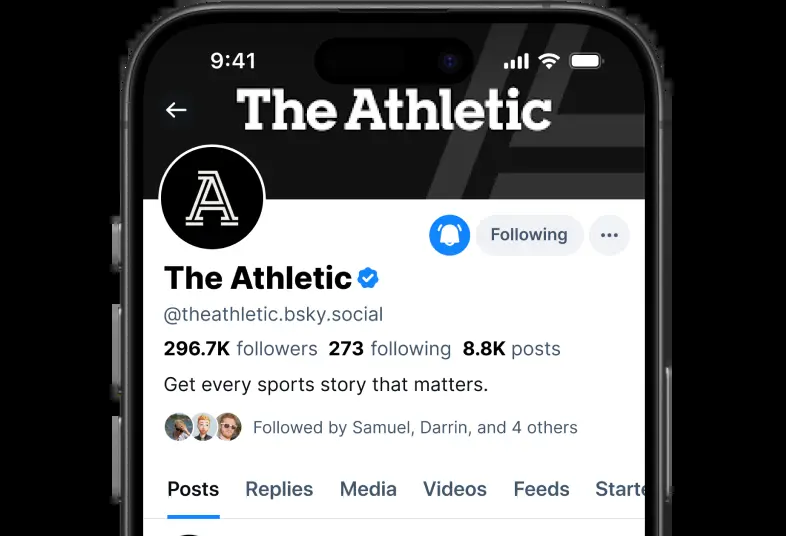 9:41
The Athletic
A
Following
The Athletic
@theathletic.bsky.social
296.7K followers 273 following 8.8K posts
Get every sports story that matters.
Followed by Samuel, Darrin, and 4 others
Posts Replies Media Videos Feeds Starte